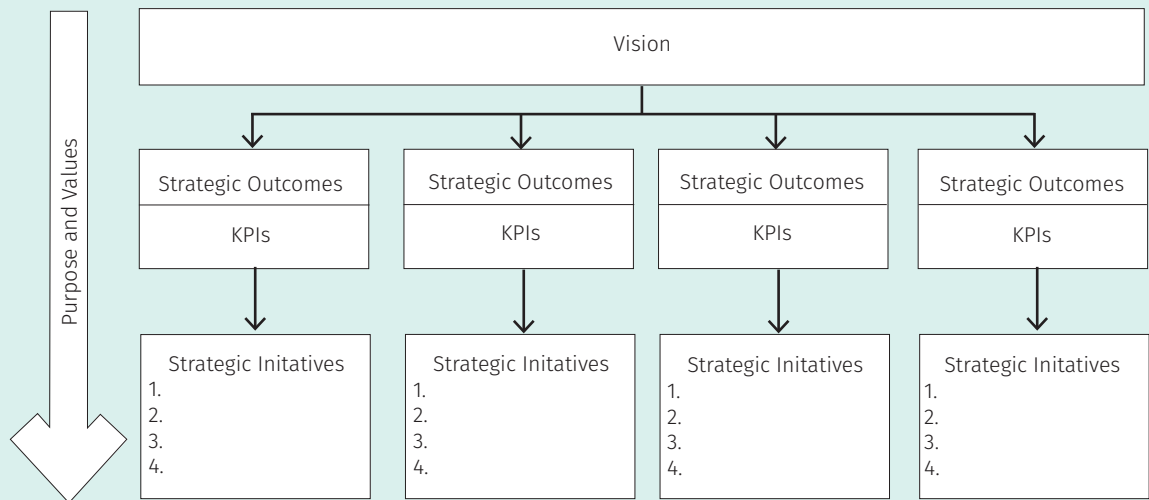 Vision
Purpose and Values
Strategic Outcomes
KPIs
Strategic Outcomes
KPIs
Strategic Outcomes
KPIs
Strategic Outcomes
KPIs
Strategic Initatives
1.
2.
3.
4.
Strategic Initatives
1.
2.
3.
4.
Strategic Initatives
1.
2.
3.
4.
Strategic Initatives
1.
2.
3.
4.